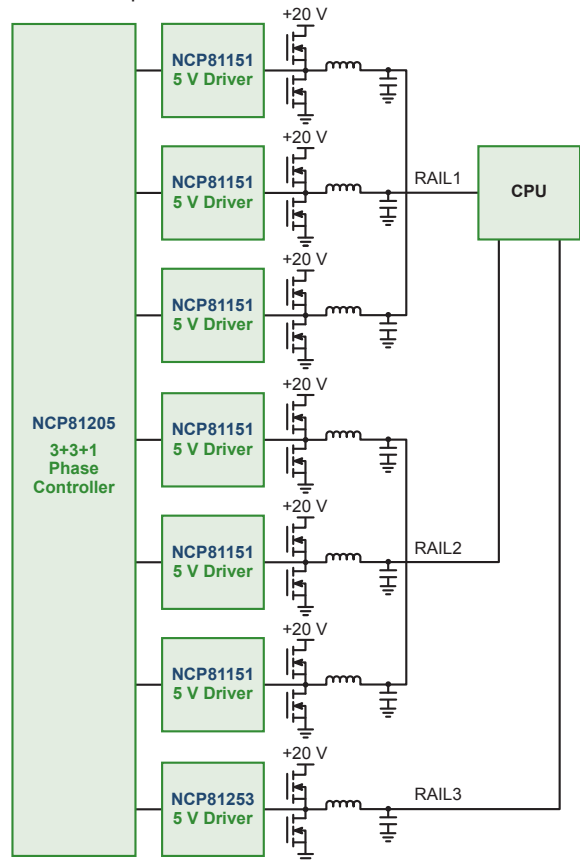 +20 V
NCP81151
5 V Driver
+20 V
NCP81151
5 V Driver
RAIL1
CPU
+20 V
NCP81151
5 V Driver
+20 V
NCP81205
3+3+1
Phase
Controller
NCP81151
5 V Driver
+20 V
NCP81151
5 V Driver
RAIL2
+20 V
NCP81151
5 V Driver
+20 V
NCP81253
5 V Driver
RAIL3